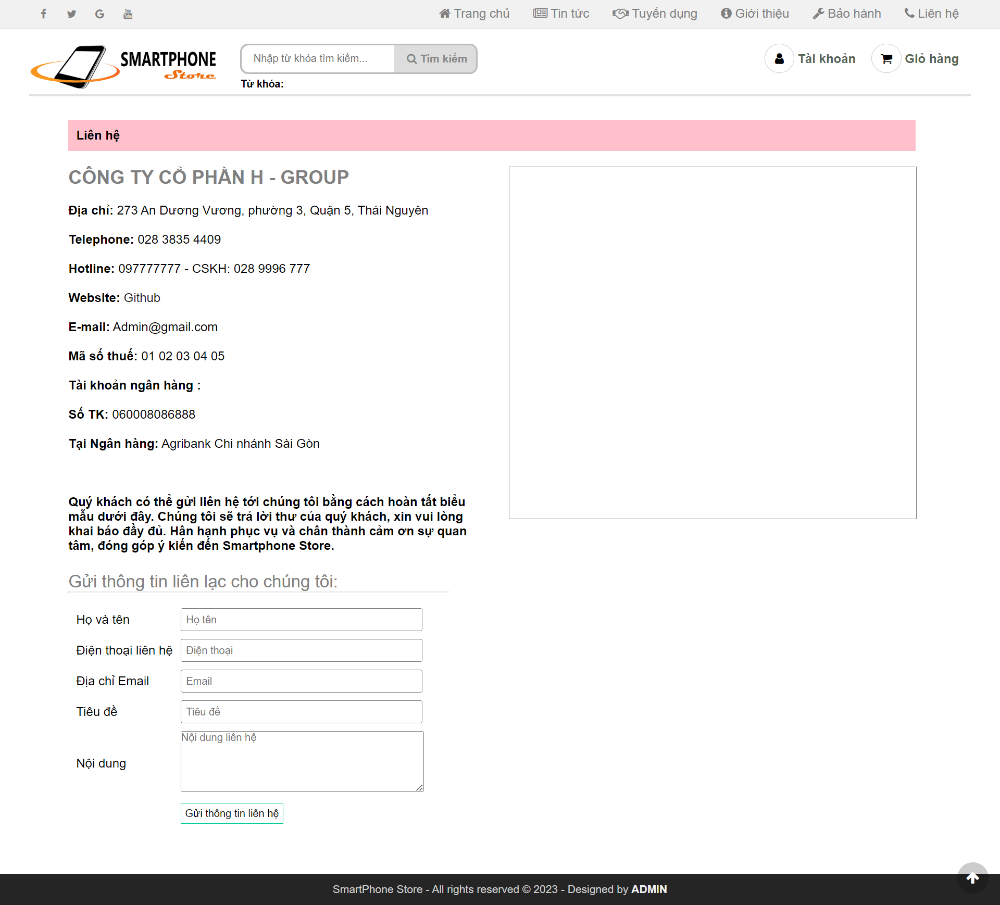 Trang chủ Tin tức Tuyển dụng Giới thiệu Bảo hành Liên hệ
SMARTPHONE
Store
Nhập từ khóa tìm kiếm... Tìm kiếm
Tài khoản Giỏ hàng
Từ khóa:
Liên hệ
CÔNG TY CỔ PHẦN H - GROUP
Địa chỉ: 273 An Dương Vương, phường 3, Quận 5, Thái Nguyên
Telephone: 028 3835 4409
Hotline: 097777777 - CSKH: 028 9996 777
Website: Github
E-mail: Admin@gmail.com
Mã số thuế: 01 02 03 04 05
Tài khoản ngân hàng :
Số TK: 060008086888
Tại Ngân hàng: Agribank Chi nhánh Sài Gòn
Quý khách có thể gửi liên hệ tới chúng tôi bằng cách hoàn tất biểu
mẫu dưới đây. Chúng tôi sẽ trả lời thư của quý khách, xin vui lòng
khai báo đầy đủ. Hân hạnh phục vụ và chân thành cảm ơn sự quan
tâm, đóng góp ý kiến đến Smartphone Store.
Gửi thông tin liên lạc cho chúng tôi:
Họ và tên Họ tên
Điện thoại liên hệ Điện thoại
Địa chỉ Email Email
Tiêu đề Tiêu đề
Nội dung liên hệ
Nội dung
Gửi thông tin liên hệ
SmartPhone Store - All rights reserved © 2023 - Designed by ADMIN